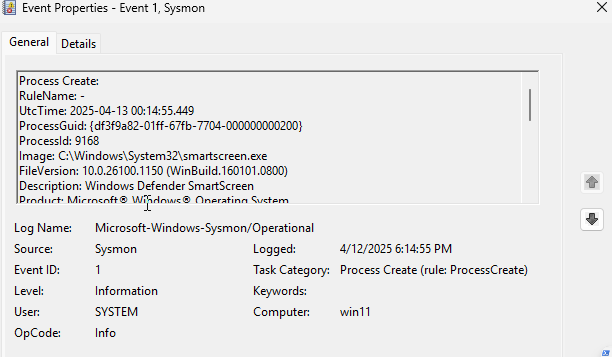 Event Properties - Event 1, Sysmon
General Details
Process Create:
RuleName: -
UtcTime: 2025-04-13 00:14:55.449
ProcessGuid: {df3f9a82-01ff-67fb-7704-000000000200}
ProcessId: 9168
Image: C:\Windows\System32\smartscreen.exe
FileVersion: 10.0.26100.1150 (WinBuild.160101.0800)
Description: Windows Defender SmartScreen
Product: Microsoft® Windows® Operating System
Log Name: Microsoft-Windows-Sysmon/Operational
Source: Sysmon Logged: 4/12/2025 6:14:55 PM
Event ID: 1 Task Category: Process Create (rule: ProcessCreate)
Level: Information Keywords:
User: SYSTEM Computer: win11
OpCode: Info